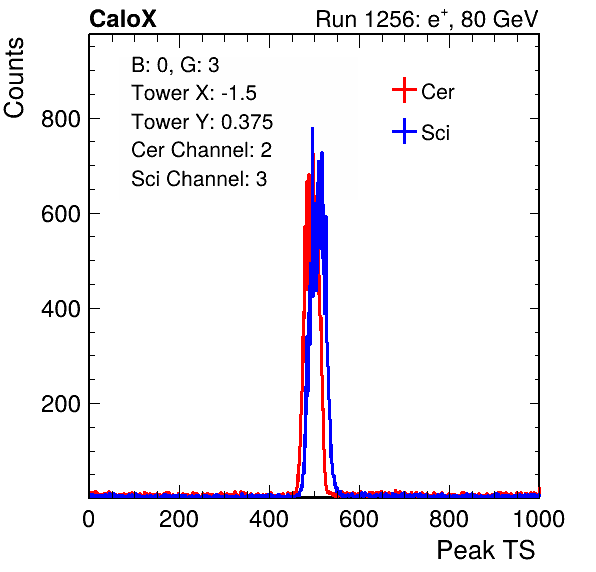 CaloX Run 1256: e⁺, 80 GeV
Counts
B: 0, G: 3
Tower X: -1.5
Tower Y: 0.375
Cer Channel: 2
Sci Channel: 3
Cer
Sci
800
600
400
200
0 200 400 600 800 1000
Peak TS